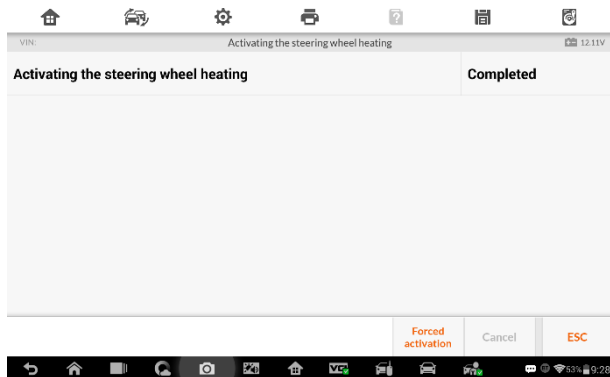 VIN:
Activating the steering wheel heating
12.11V
Activating the steering wheel heating
Completed
Forced
activation
Cancel
ESC
53%
9:28